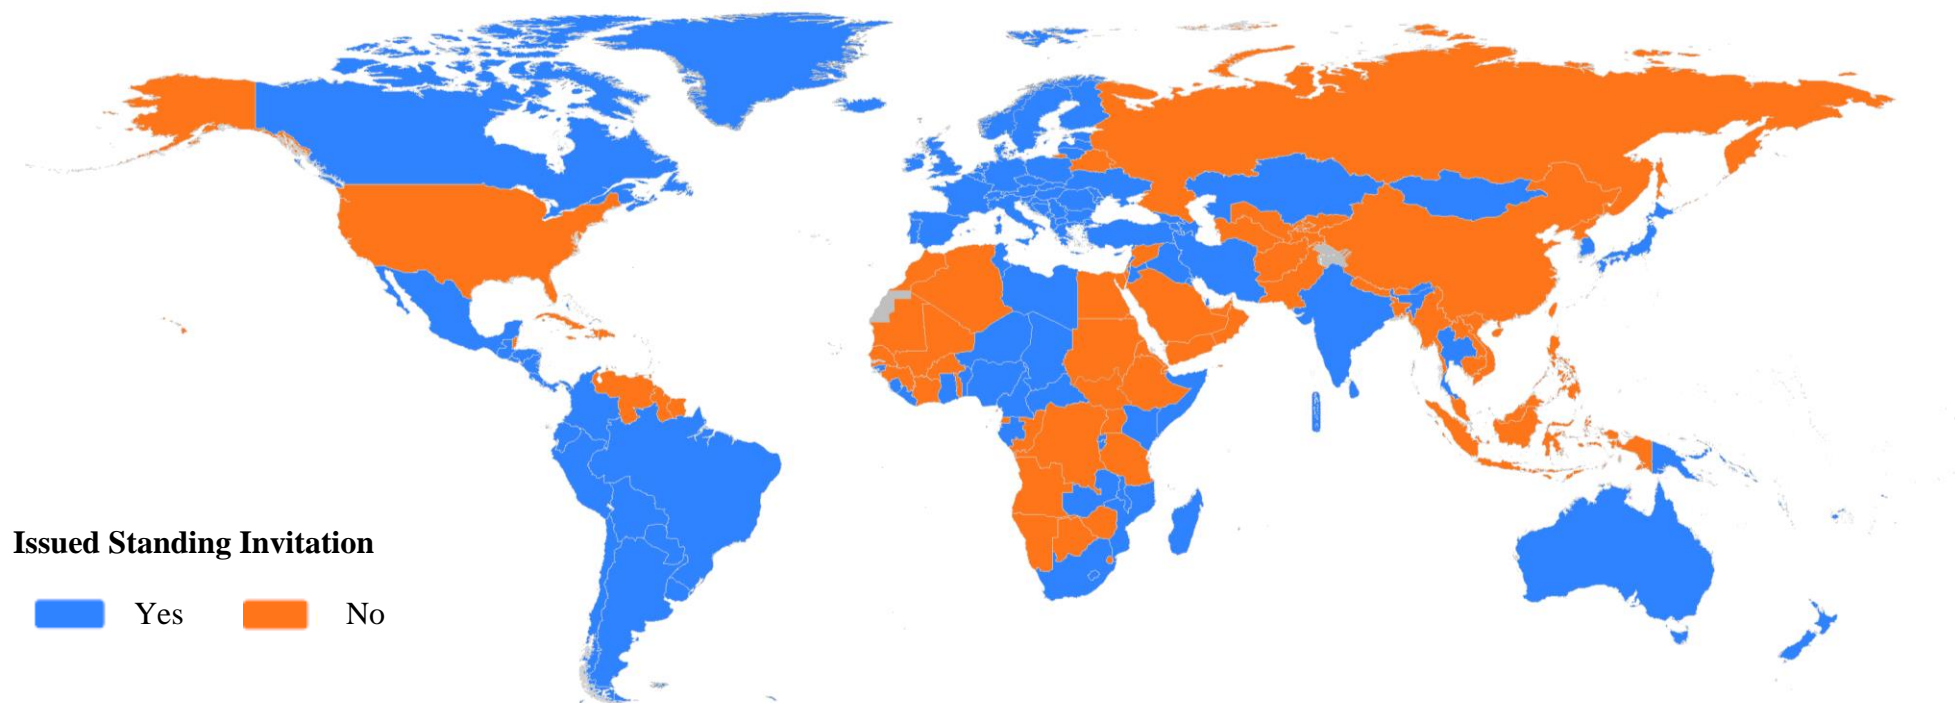 Issued Standing Invitation
Yes No